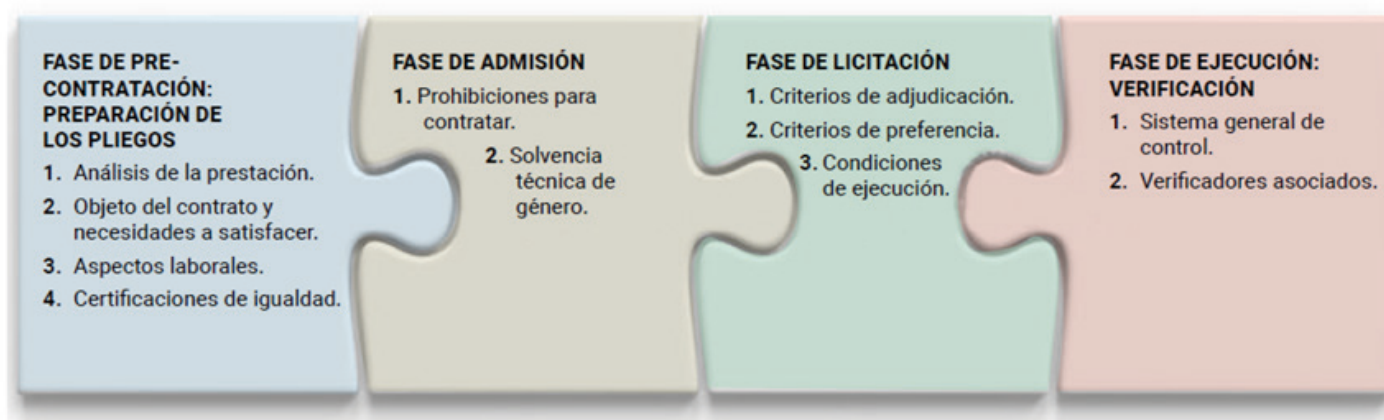 FASE DE PRE-
CONTRATACIÓN:
PREPARACIÓN DE
LOS PLIEGOS
1. Análisis de la prestación.
2. Objeto del contrato y
necesidades a satisfacer.
3. Aspectos laborales.
4. Certificaciones de igualdad.
FASE DE ADMISIÓN
1. Prohibiciones para
contratar.
2. Solvencia
técnica de
género.
FASE DE LICITACIÓN
1. Criterios de adjudicación.
2. Criterios de preferencia.
3. Condiciones
de ejecución.
FASE DE EJECUCIÓN:
VERIFICACIÓN
1. Sistema general de
control.
2. Verificadores asociados.